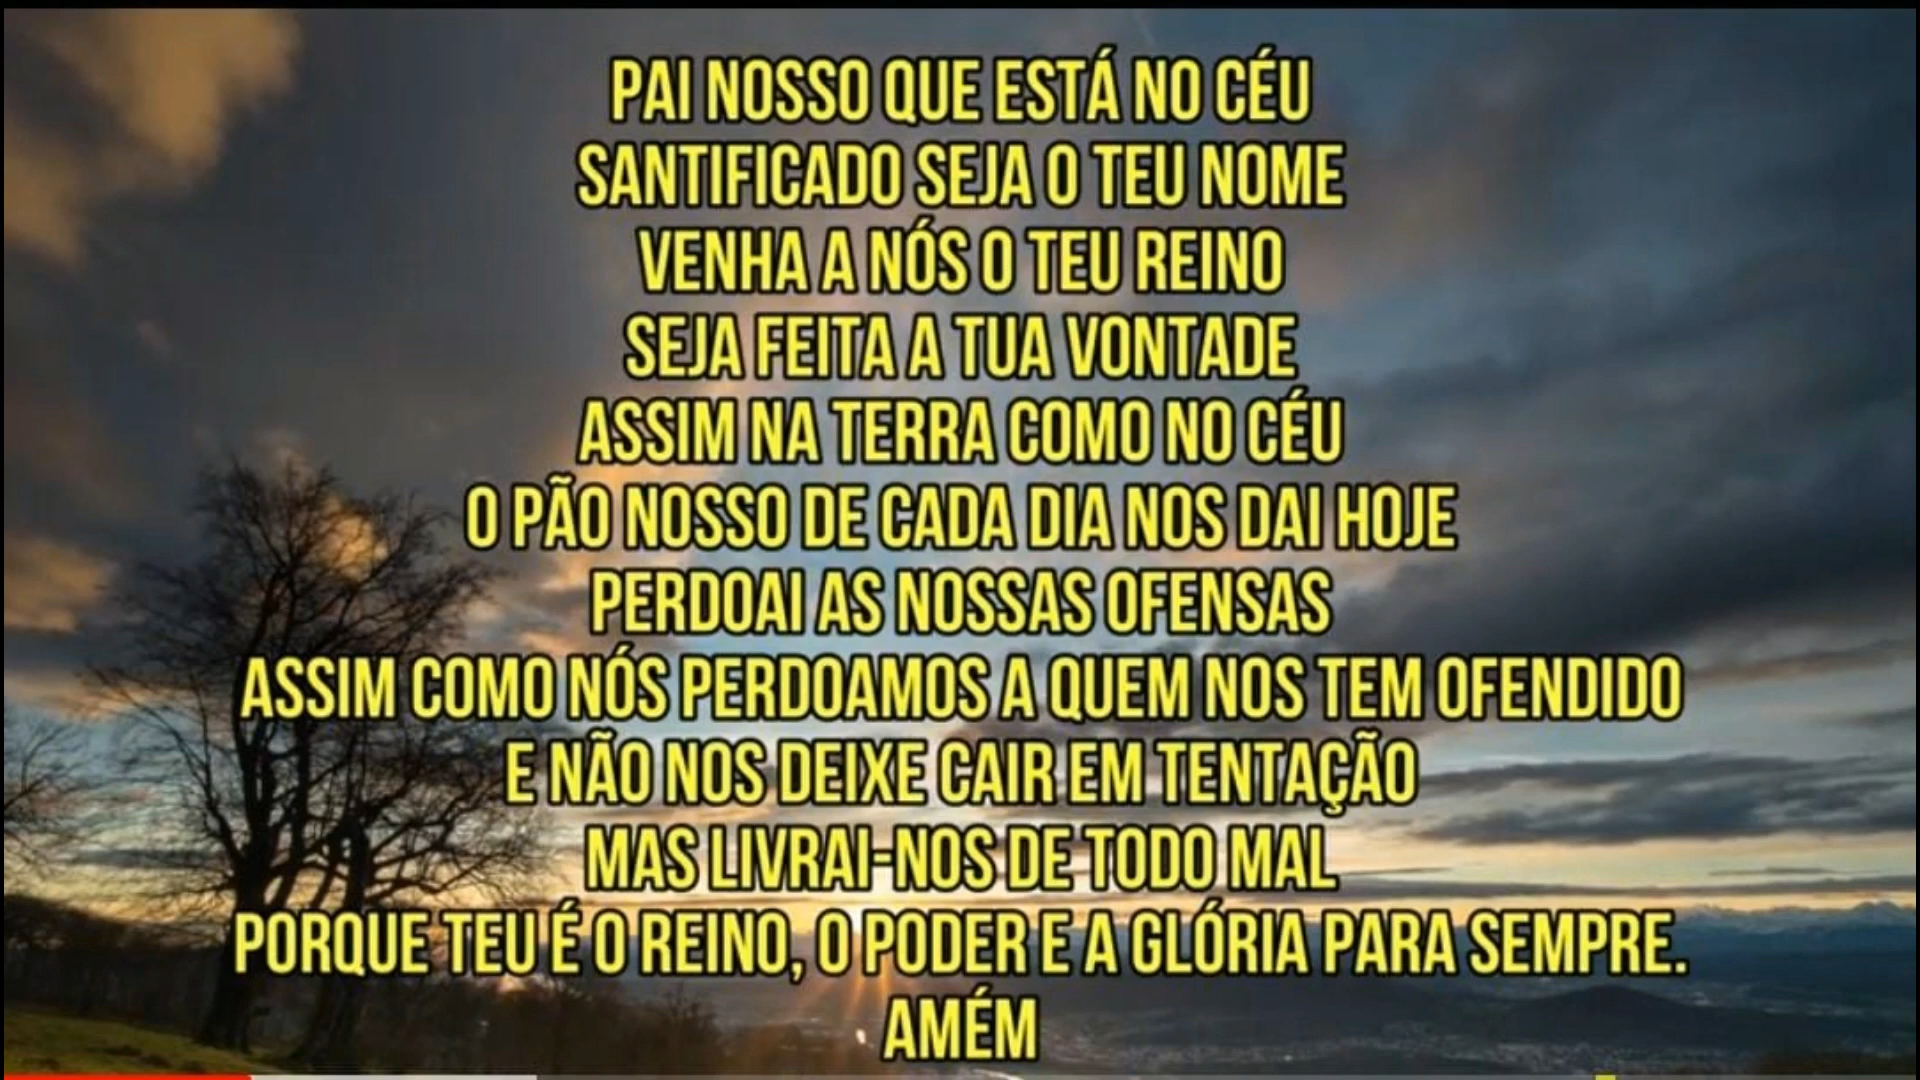 PAI NOSSO QUE ESTÁ NO CÉU
SANTIFICADO SEJA O TEU NOME
VENHA A NÓS O TEU REINO
SEJA FEITA A TUA VONTADE
ASSIM NA TERRA COMO NO CÉU
O PÃO NOSSO DE CADA DIA NOS DAI HOJE
PERDOAI AS NOSSAS OFENSAS
ASSIM COMO NÓS PERDOAMOS A QUEM NOS TEM OFENDIDO
E NÃO NOS DEIXE CAIR EM TENTAÇÃO
MAS LIVRAI-NOS DE TODO MAL
PORQUE TEU É O REINO, O PODER E A GLÓRIA PARA SEMPRE.
AMÉM